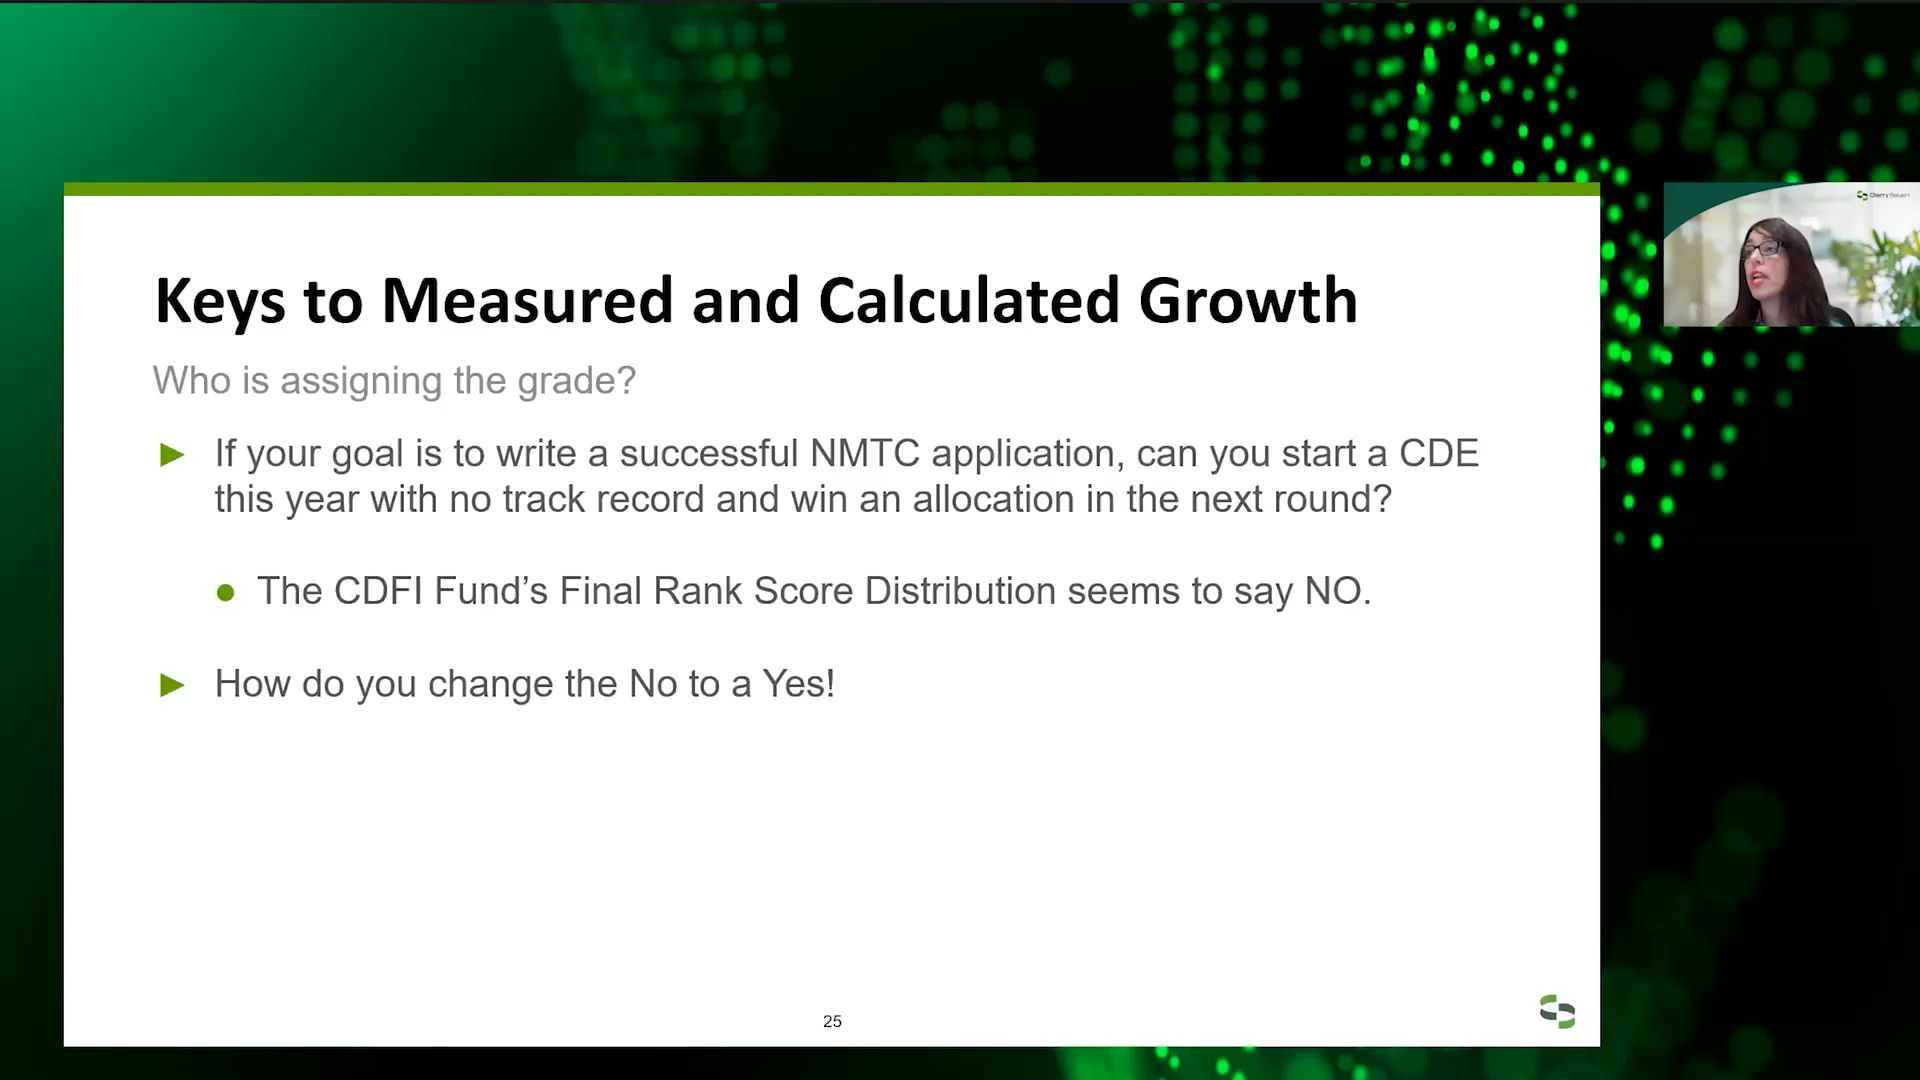 Cherry Bekaert
Keys to Measured and Calculated Growth
Who is assigning the grade?
► If your goal is to write a successful NMTC application, can you start a CDE
this year with no track record and win an allocation in the next round?
● The CDFI Fund’s Final Rank Score Distribution seems to say NO.
► How do you change the No to a Yes!
25